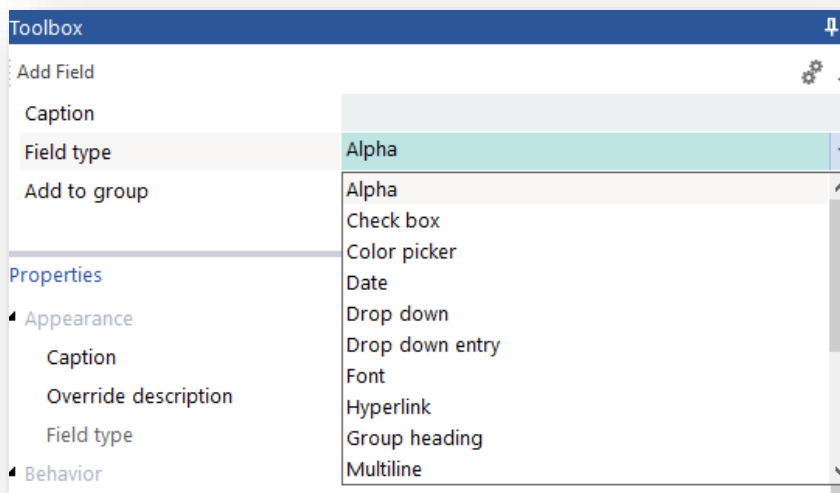 Toolbox
Add Field
Caption
Field type Alpha
Add to group Alpha
Check box
Color picker
Date
Properties
Drop down
Appearance
Drop down entry
Caption
Font
Override description
Hyperlink
Field type
Group heading
Behavior
Multiline